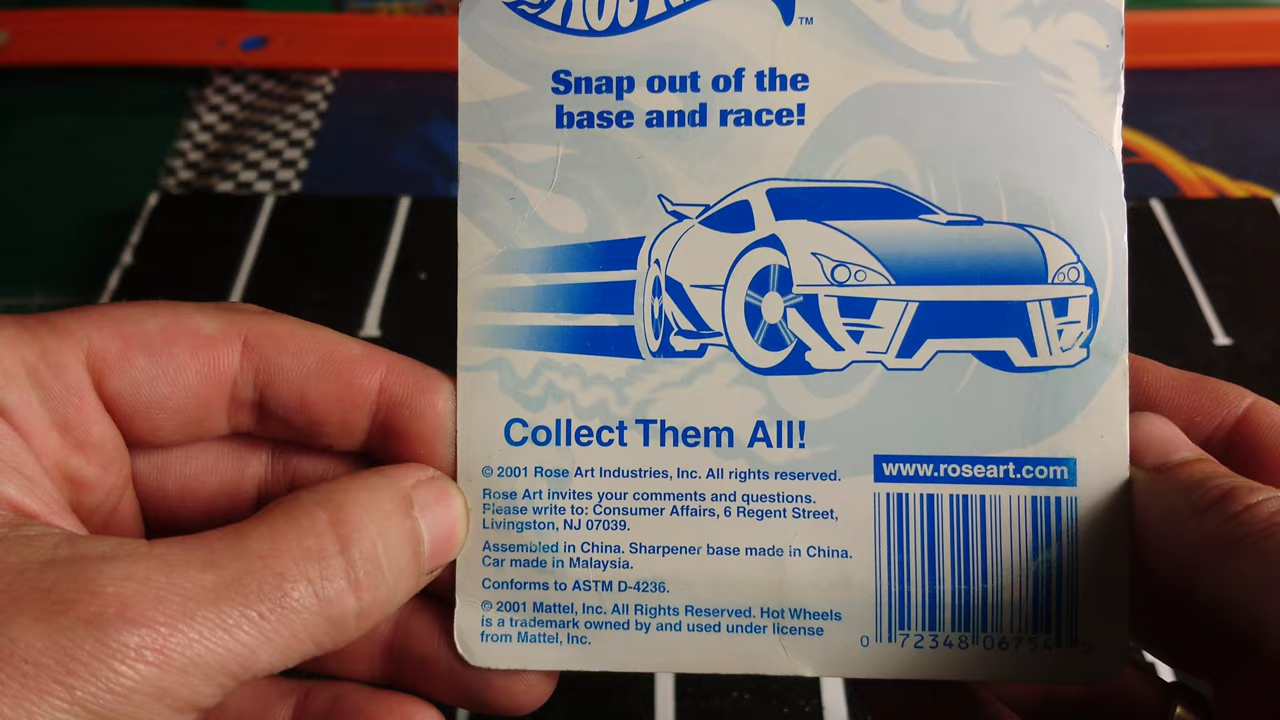 TM
Snap out of the
base and race!
Collect Them All!
© 2001 Rose Art Industries, Inc. All rights reserved.
Rose Art invites your comments and questions.
Please write to: Consumer Affairs, 6 Regent Street,
Livingston, NJ 07039.
Assembled in China. Sharpener base made in China.
Car made in Malaysia.
Conforms to ASTM D-4236.
© 2001 Mattel, Inc. All Rights Reserved. Hot Wheels
is a trademark owned by and used under license
from Mattel, Inc.
www.roseart.com
0 72348 06754